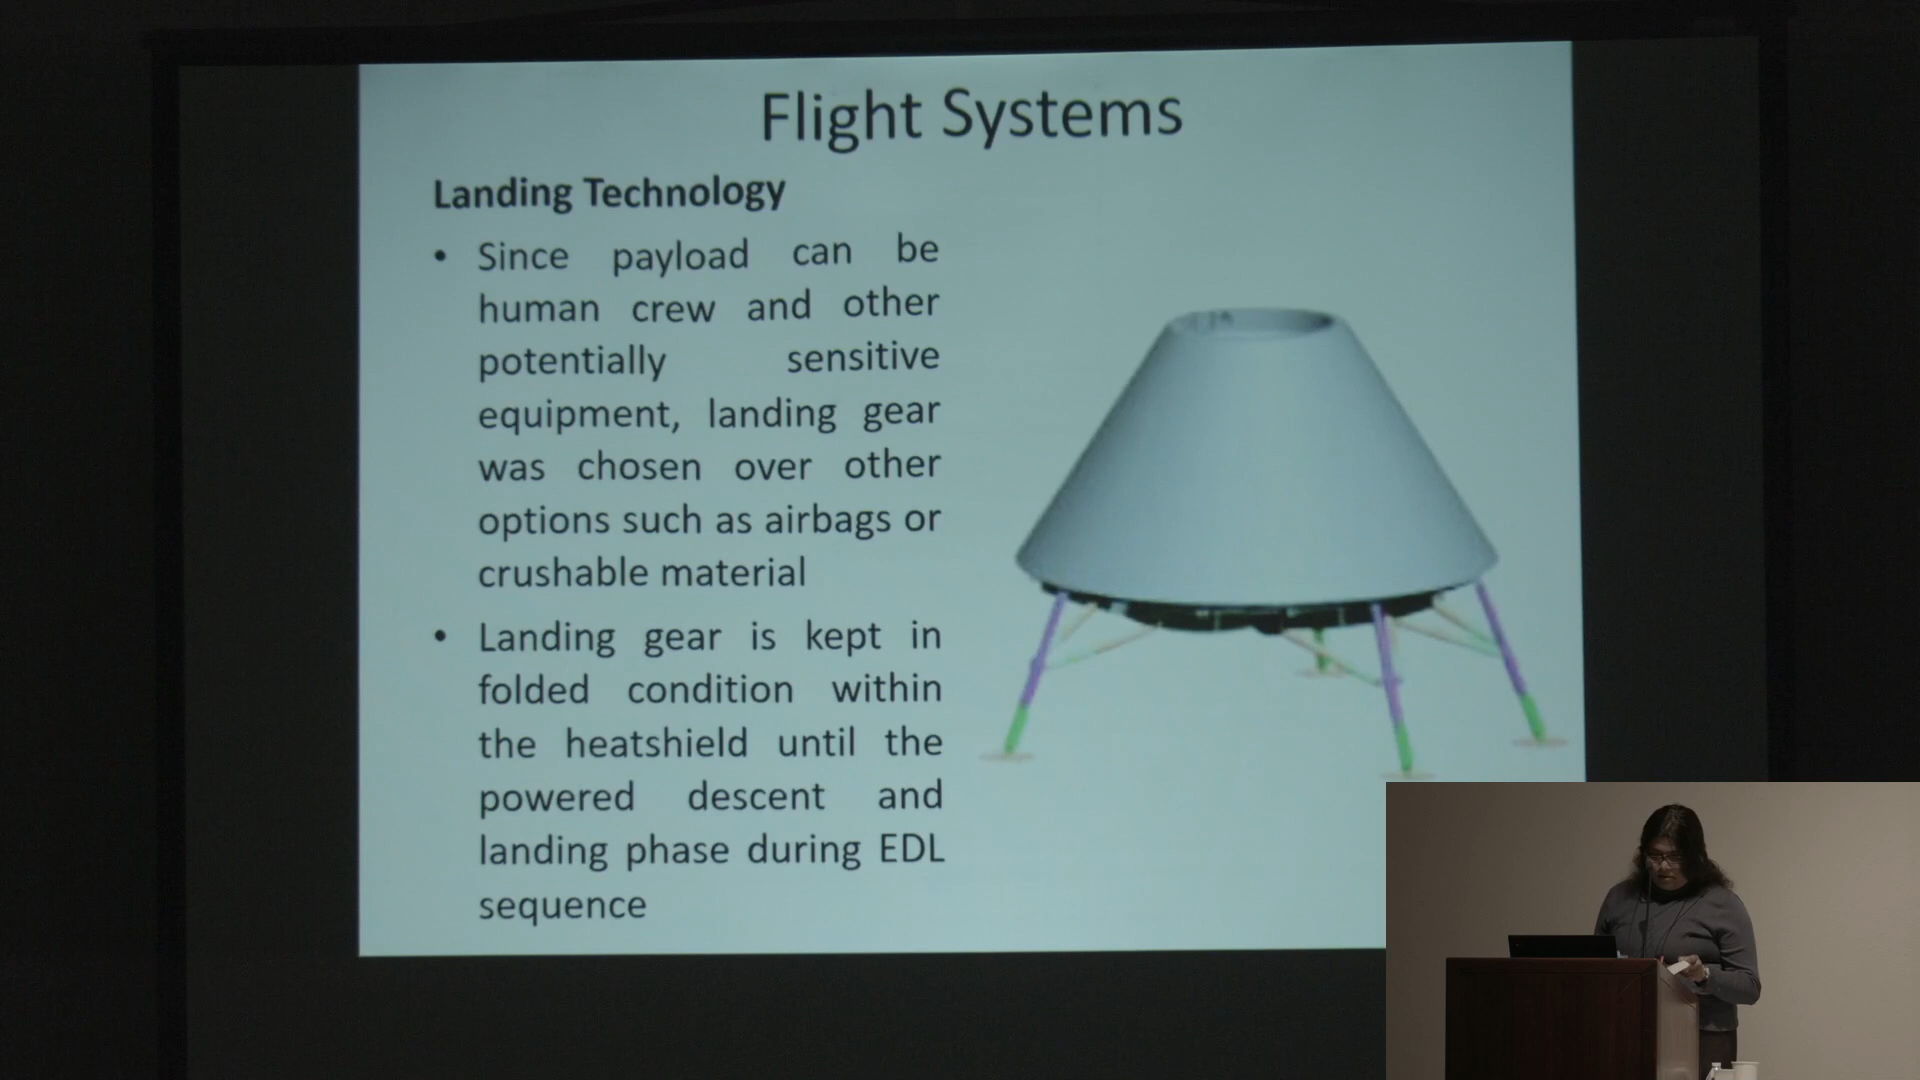 Flight Systems
Landing Technology
• Since payload can be
human crew and other
potentially sensitive
equipment, landing gear
was chosen over other
options such as airbags or
crushable material
• Landing gear is kept in
folded condition within
the heatshield until the
powered descent and
landing phase during EDL
sequence